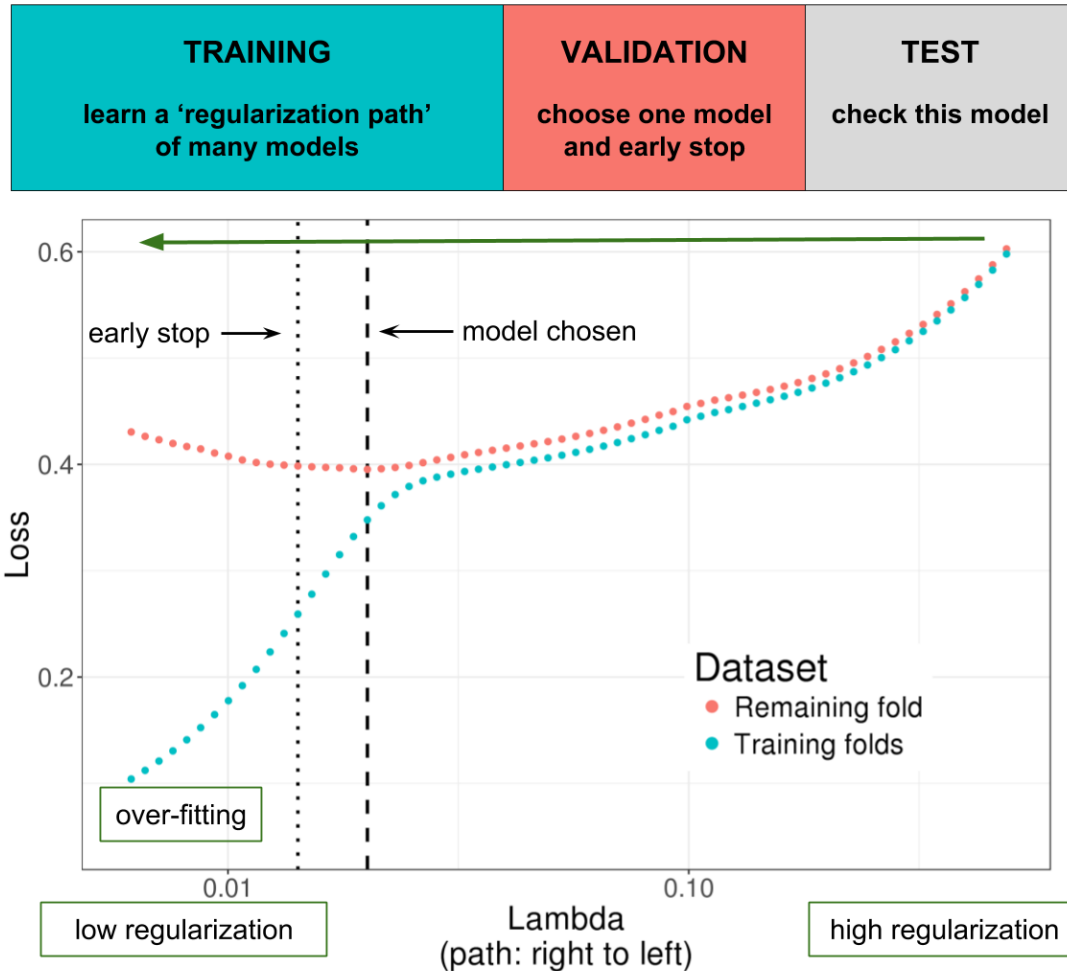 TRAINING
learn a ‘regularization path’
of many models
VALIDATION
choose one model
and early stop
TEST
check this model
0.6
early stop
model chosen
0.4
Loss
0.2
Dataset
Remaining fold
Training folds
over-fitting
0.01
0.10
low regularization
Lambda
(path: right to left)
high regularization